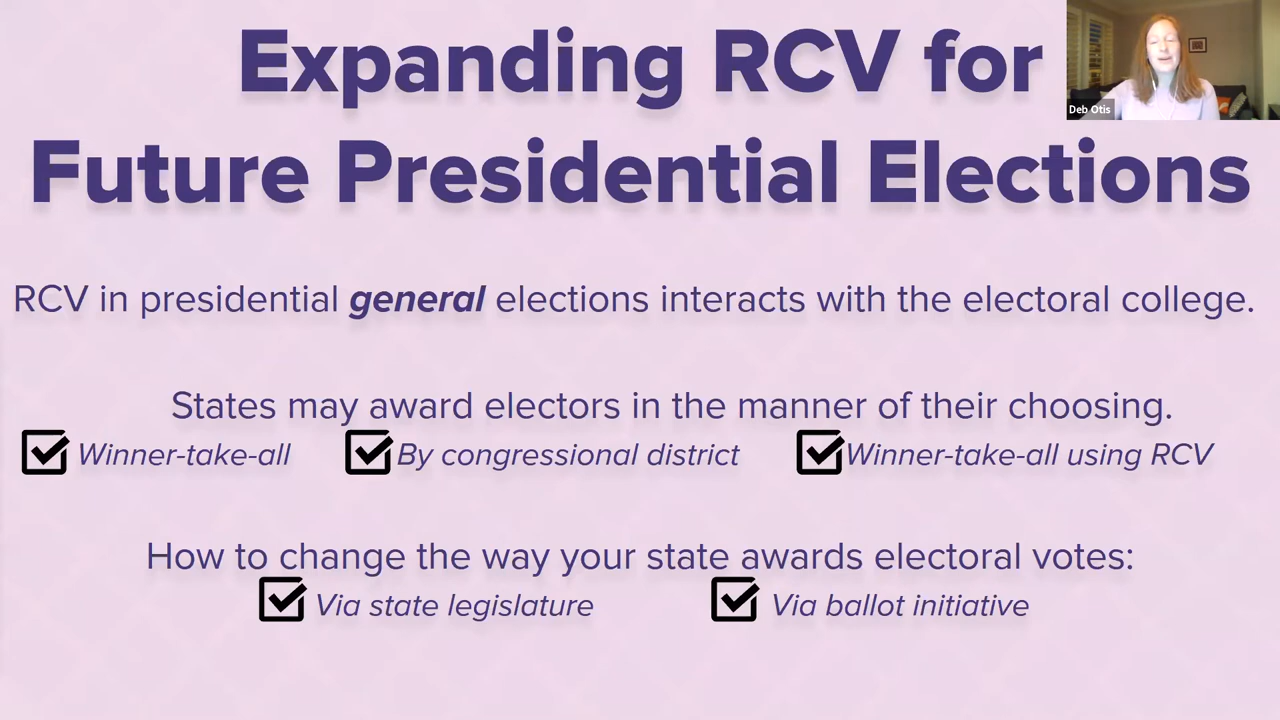 Expanding RCV for
Future Presidential Elections
Deb Otis
RCV in presidential general elections interacts with the electoral college.
States may award electors in the manner of their choosing.
Winner-take-all By congressional district Winner-take-all using RCV
How to change the way your state awards electoral votes:
Via state legislature Via ballot initiative